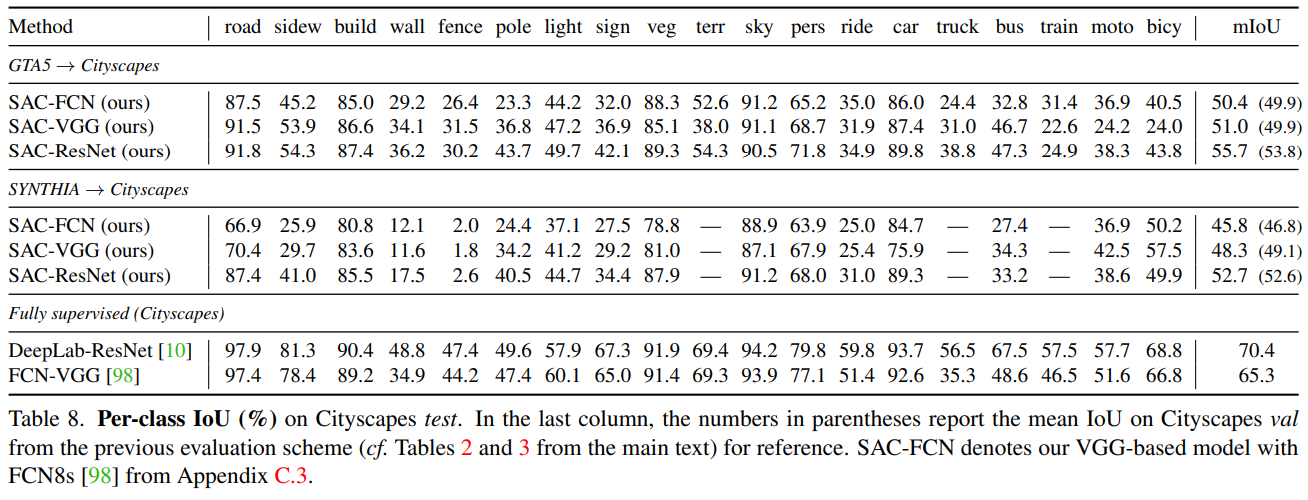 Method road sidew build wall fence pole light sign veg terr sky pers ride car truck bus train moto bicy mIoU
GTA5 → Cityscapes
SAC-FCN (ours) 87.5 45.2 85.0 29.2 26.4 23.3 44.2 32.0 88.3 52.6 91.2 65.2 35.0 86.0 24.4 32.8 31.4 36.9 40.5 50.4 (49.9)
SAC-VGG (ours) 91.5 53.9 86.6 34.1 31.5 36.8 47.2 36.9 85.1 38.0 91.1 68.7 31.9 87.4 31.0 46.7 22.6 24.2 24.0 51.0 (49.9)
SAC-ResNet (ours) 91.8 54.3 87.4 36.2 30.2 43.7 49.7 42.1 89.3 54.3 90.5 71.8 34.9 89.8 38.8 47.3 24.9 38.3 43.8 55.7 (53.8)
SYNTHIA → Cityscapes
SAC-FCN (ours) 66.9 25.9 80.8 12.1 2.0 24.4 37.1 27.5 78.8 — 88.9 63.9 25.0 84.7 — 27.4 — 36.9 50.2 45.8 (46.8)
SAC-VGG (ours) 70.4 29.7 83.6 11.6 1.8 34.2 41.2 29.2 81.0 — 87.1 67.9 25.4 75.9 — 34.3 — 42.5 57.5 48.3 (49.1)
SAC-ResNet (ours) 87.4 41.0 85.5 17.5 2.6 40.5 44.7 34.4 87.9 — 91.2 68.0 31.0 89.3 — 33.2 — 38.6 49.9 52.7 (52.6)
Fully supervised (Cityscapes)
DeepLab-ResNet [10] 97.9 81.3 90.4 48.8 47.4 49.6 57.9 67.3 91.9 69.4 94.2 79.8 59.8 93.7 56.5 67.5 57.5 57.7 68.8 70.4
FCN-VGG [98] 97.4 78.4 89.2 34.9 44.2 47.4 60.1 65.0 91.4 69.3 93.9 77.1 51.4 92.6 35.3 48.6 46.5 51.6 66.8 65.3
Table 8. Per-class IoU (%) on Cityscapes test. In the last column, the numbers in parentheses report the mean IoU on Cityscapes val
from the previous evaluation scheme (cf. Tables 2 and 3 from the main text) for reference. SAC-FCN denotes our VGG-based model with
FCN8s [98] from Appendix C.3.